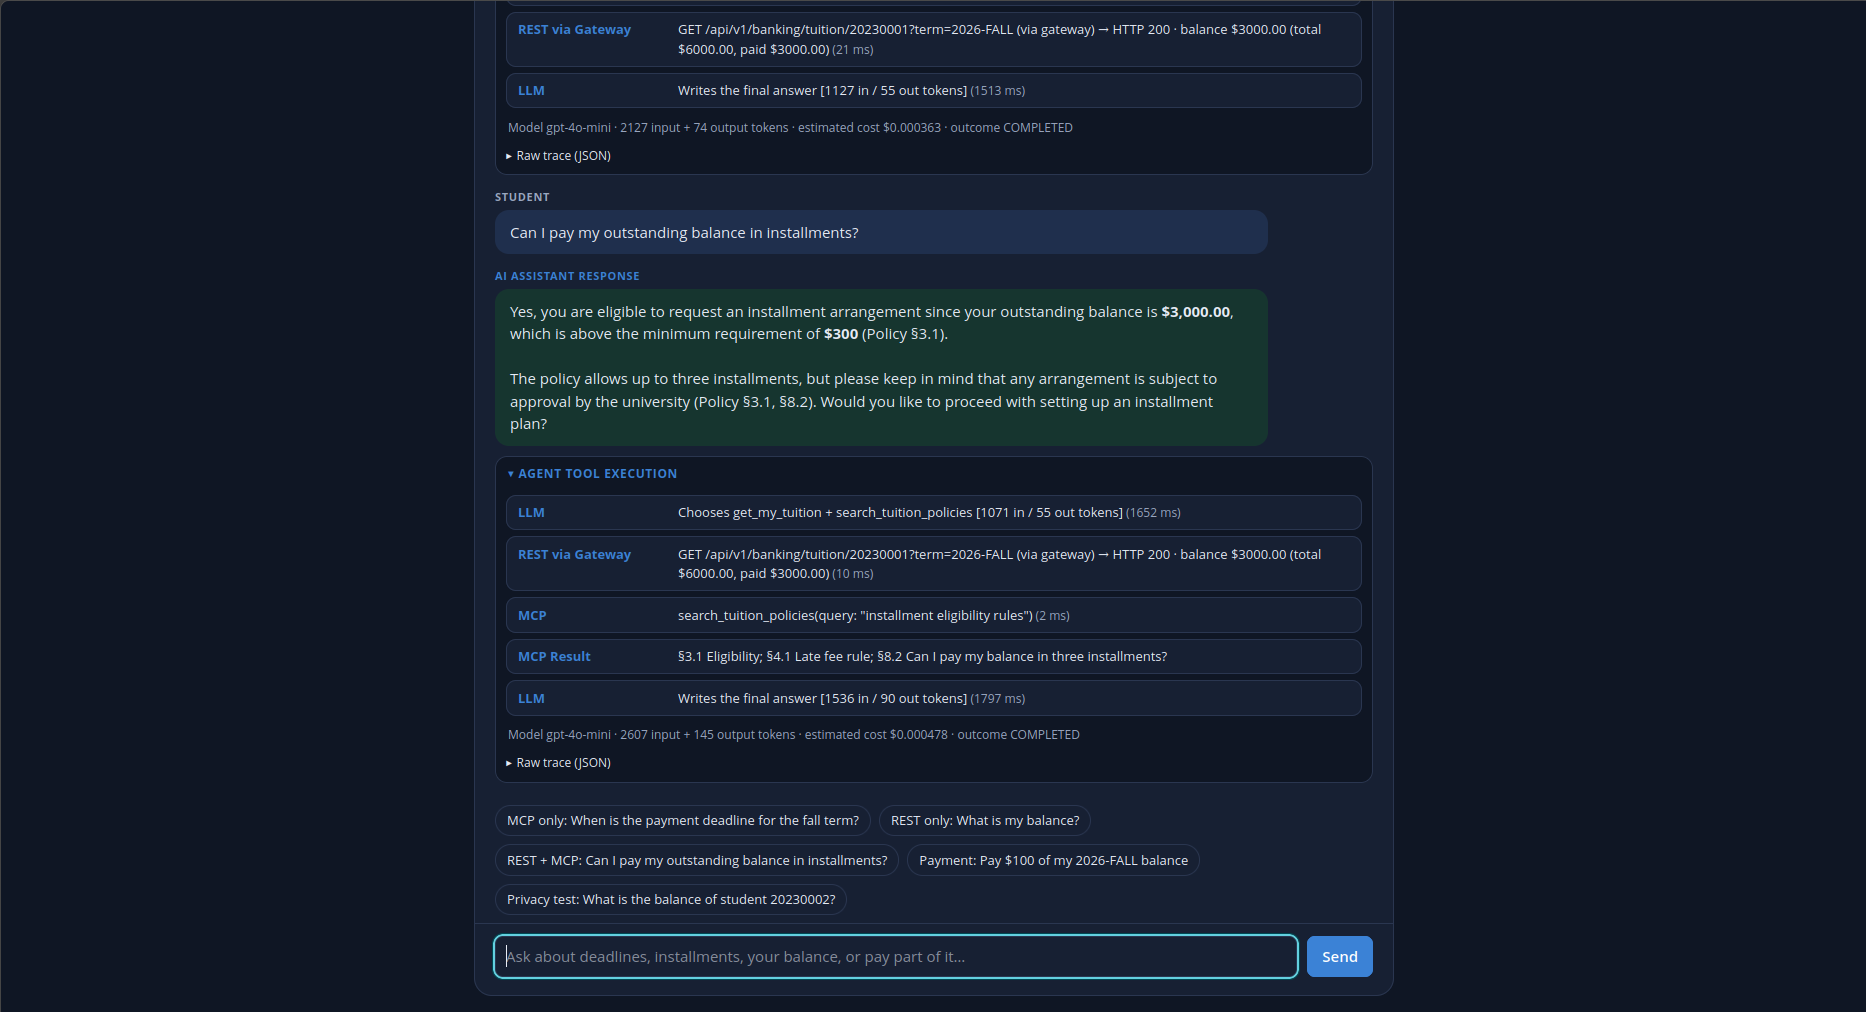 REST via Gateway
GET /api/v1/banking/tuition/20230001?term=2026-FALL (via gateway) → HTTP 200 · balance $3000.00 (total
$6000.00, paid $3000.00) (21 ms)
LLM
Writes the final answer [1127 in / 55 out tokens] (1513 ms)
Model gpt-4o-mini · 2127 input + 74 output tokens · estimated cost $0.000363 · outcome COMPLETED
▸ Raw trace (JSON)
STUDENT
Can I pay my outstanding balance in installments?
AI ASSISTANT RESPONSE
Yes, you are eligible to request an installment arrangement since your outstanding balance is $3,000.00,
which is above the minimum requirement of $300 (Policy §3.1).
The policy allows up to three installments, but please keep in mind that any arrangement is subject to
approval by the university (Policy §3.1, §8.2). Would you like to proceed with setting up an installment
plan?
▾ AGENT TOOL EXECUTION
LLM
Chooses get_my_tuition + search_tuition_policies [1071 in / 55 out tokens] (1652 ms)
REST via Gateway
GET /api/v1/banking/tuition/20230001?term=2026-FALL (via gateway) → HTTP 200 · balance $3000.00 (total
$6000.00, paid $3000.00) (10 ms)
MCP
search_tuition_policies(query: "installment eligibility rules") (2 ms)
MCP Result
§3.1 Eligibility; §4.1 Late fee rule; §8.2 Can I pay my balance in three installments?
LLM
Writes the final answer [1536 in / 90 out tokens] (1797 ms)
Model gpt-4o-mini · 2607 input + 145 output tokens · estimated cost $0.000478 · outcome COMPLETED
▸ Raw trace (JSON)
MCP only: When is the payment deadline for the fall term?
REST only: What is my balance?
REST + MCP: Can I pay my outstanding balance in installments?
Payment: Pay $100 of my 2026-FALL balance
Privacy test: What is the balance of student 20230002?
Ask about deadlines, installments, your balance, or pay part of it...
Send